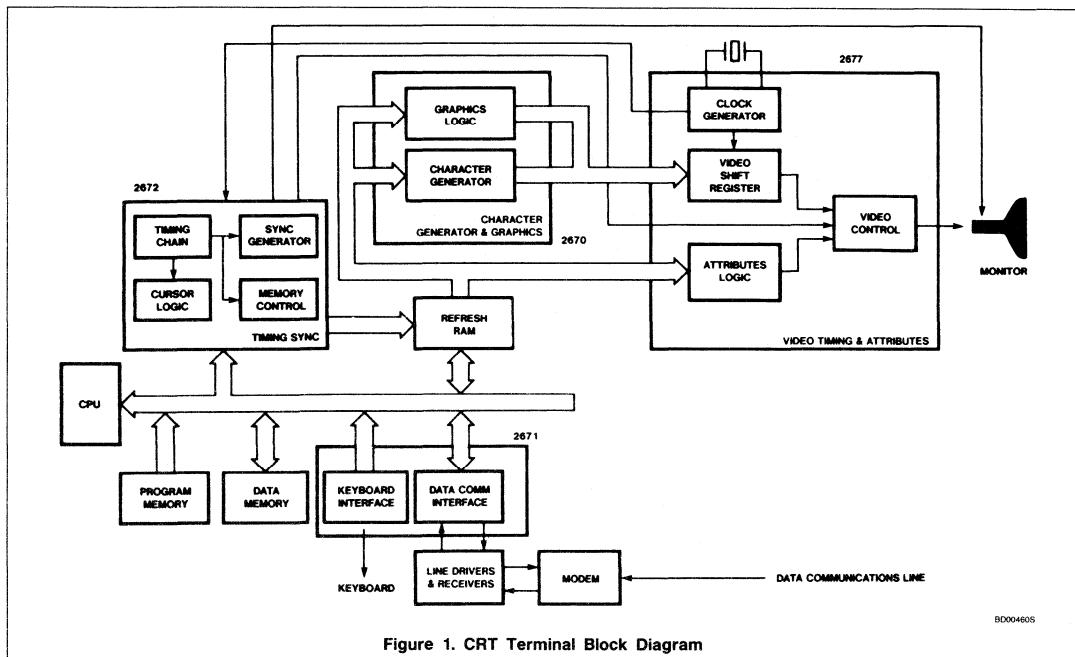 2677
GRAPHICS
LOGIC
CLOCK
GENERATOR
CHARACTER
GENERATOR
VIDEO
SHIFT
REGISTER
2672
TIMING
CHAIN
SYNC
GENERATOR
CHARACTER
GENERATOR & GRAPHICS
2670
VIDEO
CONTROL
MONITOR
CURSOR
LOGIC
MEMORY
CONTROL
TIMING SYNC
REFRESH
RAM
ATTRIBUTES
LOGIC
VIDEO TIMING & ATTRIBUTES
CPU
2671
PROGRAM
MEMORY
DATA
MEMORY
KEYBOARD
INTERFACE
DATA COMM
INTERFACE
KEYBOARD
LINE DRIVERS
& RECEIVERS
MODEM
DATA COMMUNICATIONS LINE
BD00460S
Figure 1. CRT Terminal Block Diagram